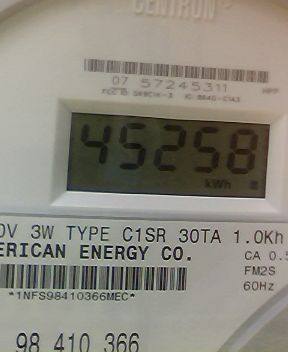 CENTRON®
07 57245311
HPP
45258
kWh
0V 3W TYPE C1SR 30TA 1.0Kh
ERICAN ENERGY CO.
CA 0.5
FM2S
60Hz
*1NFS98410366MEC*
98 410 366